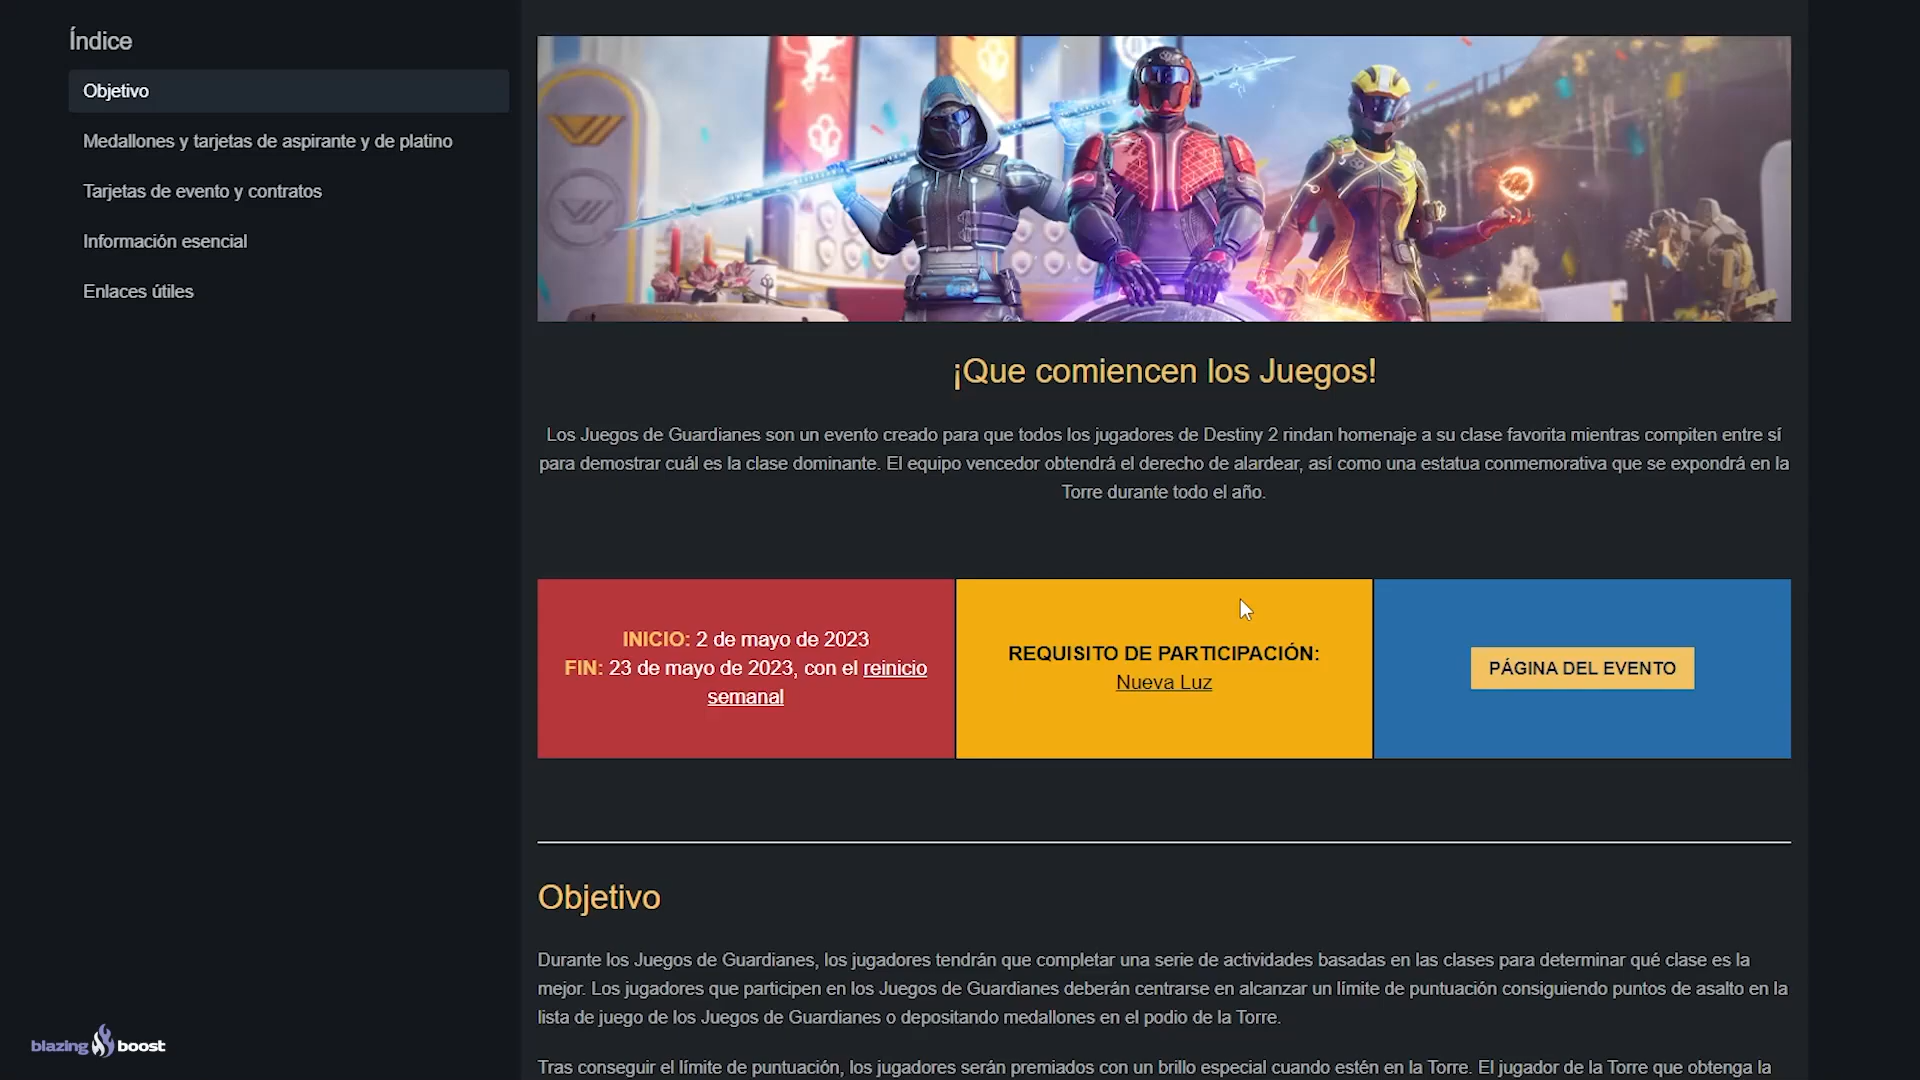 Índice
Objetivo
Medallones y tarjetas de aspirante y de platino
Tarjetas de evento y contratos
Información esencial
Enlaces útiles
¡Que comiencen los Juegos!
Los Juegos de Guardianes son un evento creado para que todos los jugadores de Destiny 2 rindan homenaje a su clase favorita mientras compiten entre sí
para demostrar cuál es la clase dominante. El equipo vencedor obtendrá el derecho de alardear, así como una estatua conmemorativa que se expondrá en la
Torre durante todo el año.
INICIO: 2 de mayo de 2023
FIN: 23 de mayo de 2023, con el reinicio
semanal
REQUISITO DE PARTICIPACIÓN:
Nueva Luz
PÁGINA DEL EVENTO
Objetivo
Durante los Juegos de Guardianes, los jugadores tendrán que completar una serie de actividades basadas en las clases para determinar qué clase es la
mejor. Los jugadores que participen en los Juegos de Guardianes deberán centrarse en alcanzar un límite de puntuación consiguiendo puntos de asalto en la
lista de juego de los Juegos de Guardianes o depositando medallones en el podio de la Torre.
Tras conseguir el límite de puntuación, los jugadores serán premiados con un brillo especial cuando estén en la Torre. El jugador de la Torre que obtenga la
blazing boost